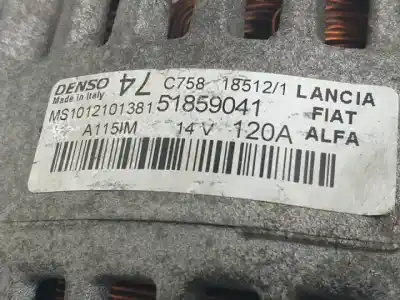 DENSO 74 C758 18512/1 LANCIA
Made in Italy
MS1012101381 51859041 FIAT
A115IM 14 V 120A ALFA